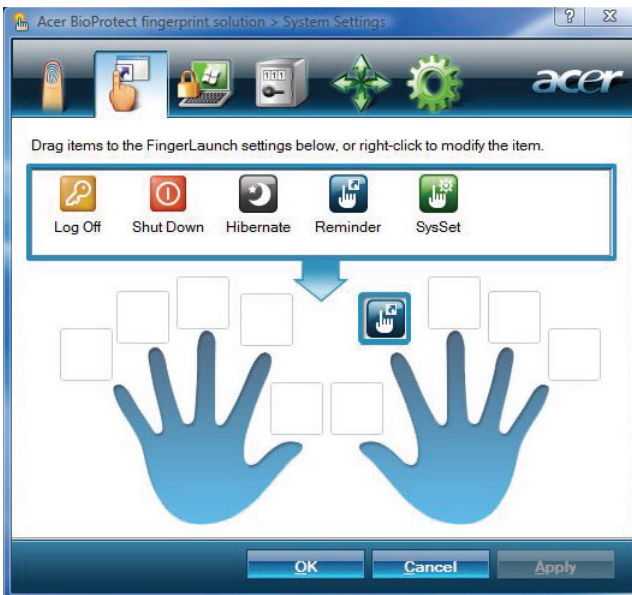 Acer BioProtect fingerprint solution > System Settings
acer
Drag items to the FingerLaunch settings below, or right-click to modify the item.
Log Off Shut Down Hibernate Reminder SysSet
OK Cancel Apply